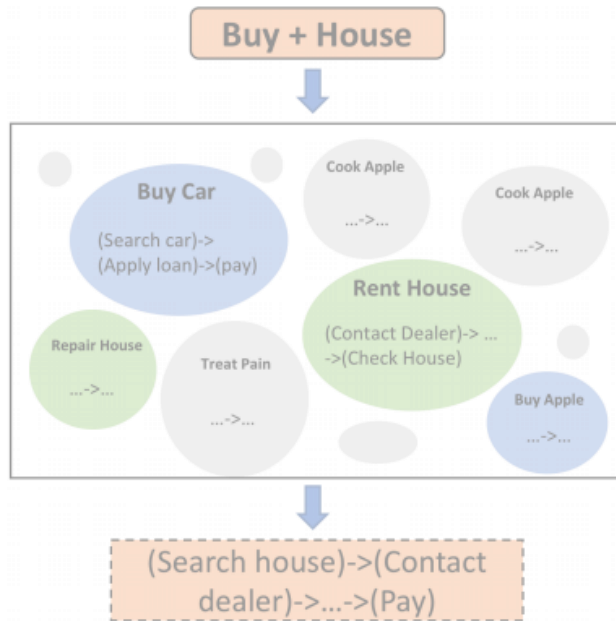 Buy + House
Buy Car
(Search car)->
(Apply loan)->(pay)
Cook Apple
...->...
Cook Apple
...->...
Rent House
(Contact Dealer)-> ...
->(Check House)
Repair House
...->...
Treat Pain
...->...
Buy Apple
...->...
(Search house)->(Contact
dealer)->...->(Pay)